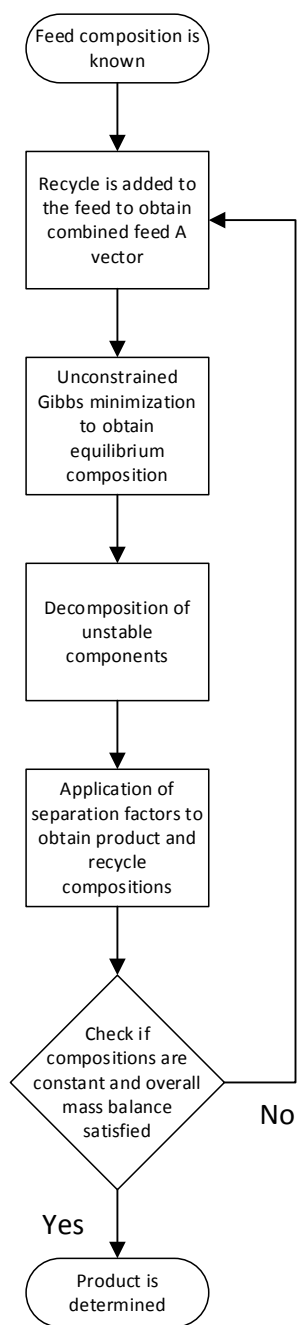 Feed composition is
known
Recycle is added to
the feed to obtain
combined feed A
vector
Unconstrained
Gibbs minimization
to obtain
equilibrium
composition
Decomposition of
unstable
components
Application of
separation factors to
obtain product and
recycle
compositions
Check if
compositions are
constant and overall
mass balance
satisfied
No
Yes
Product is
determined